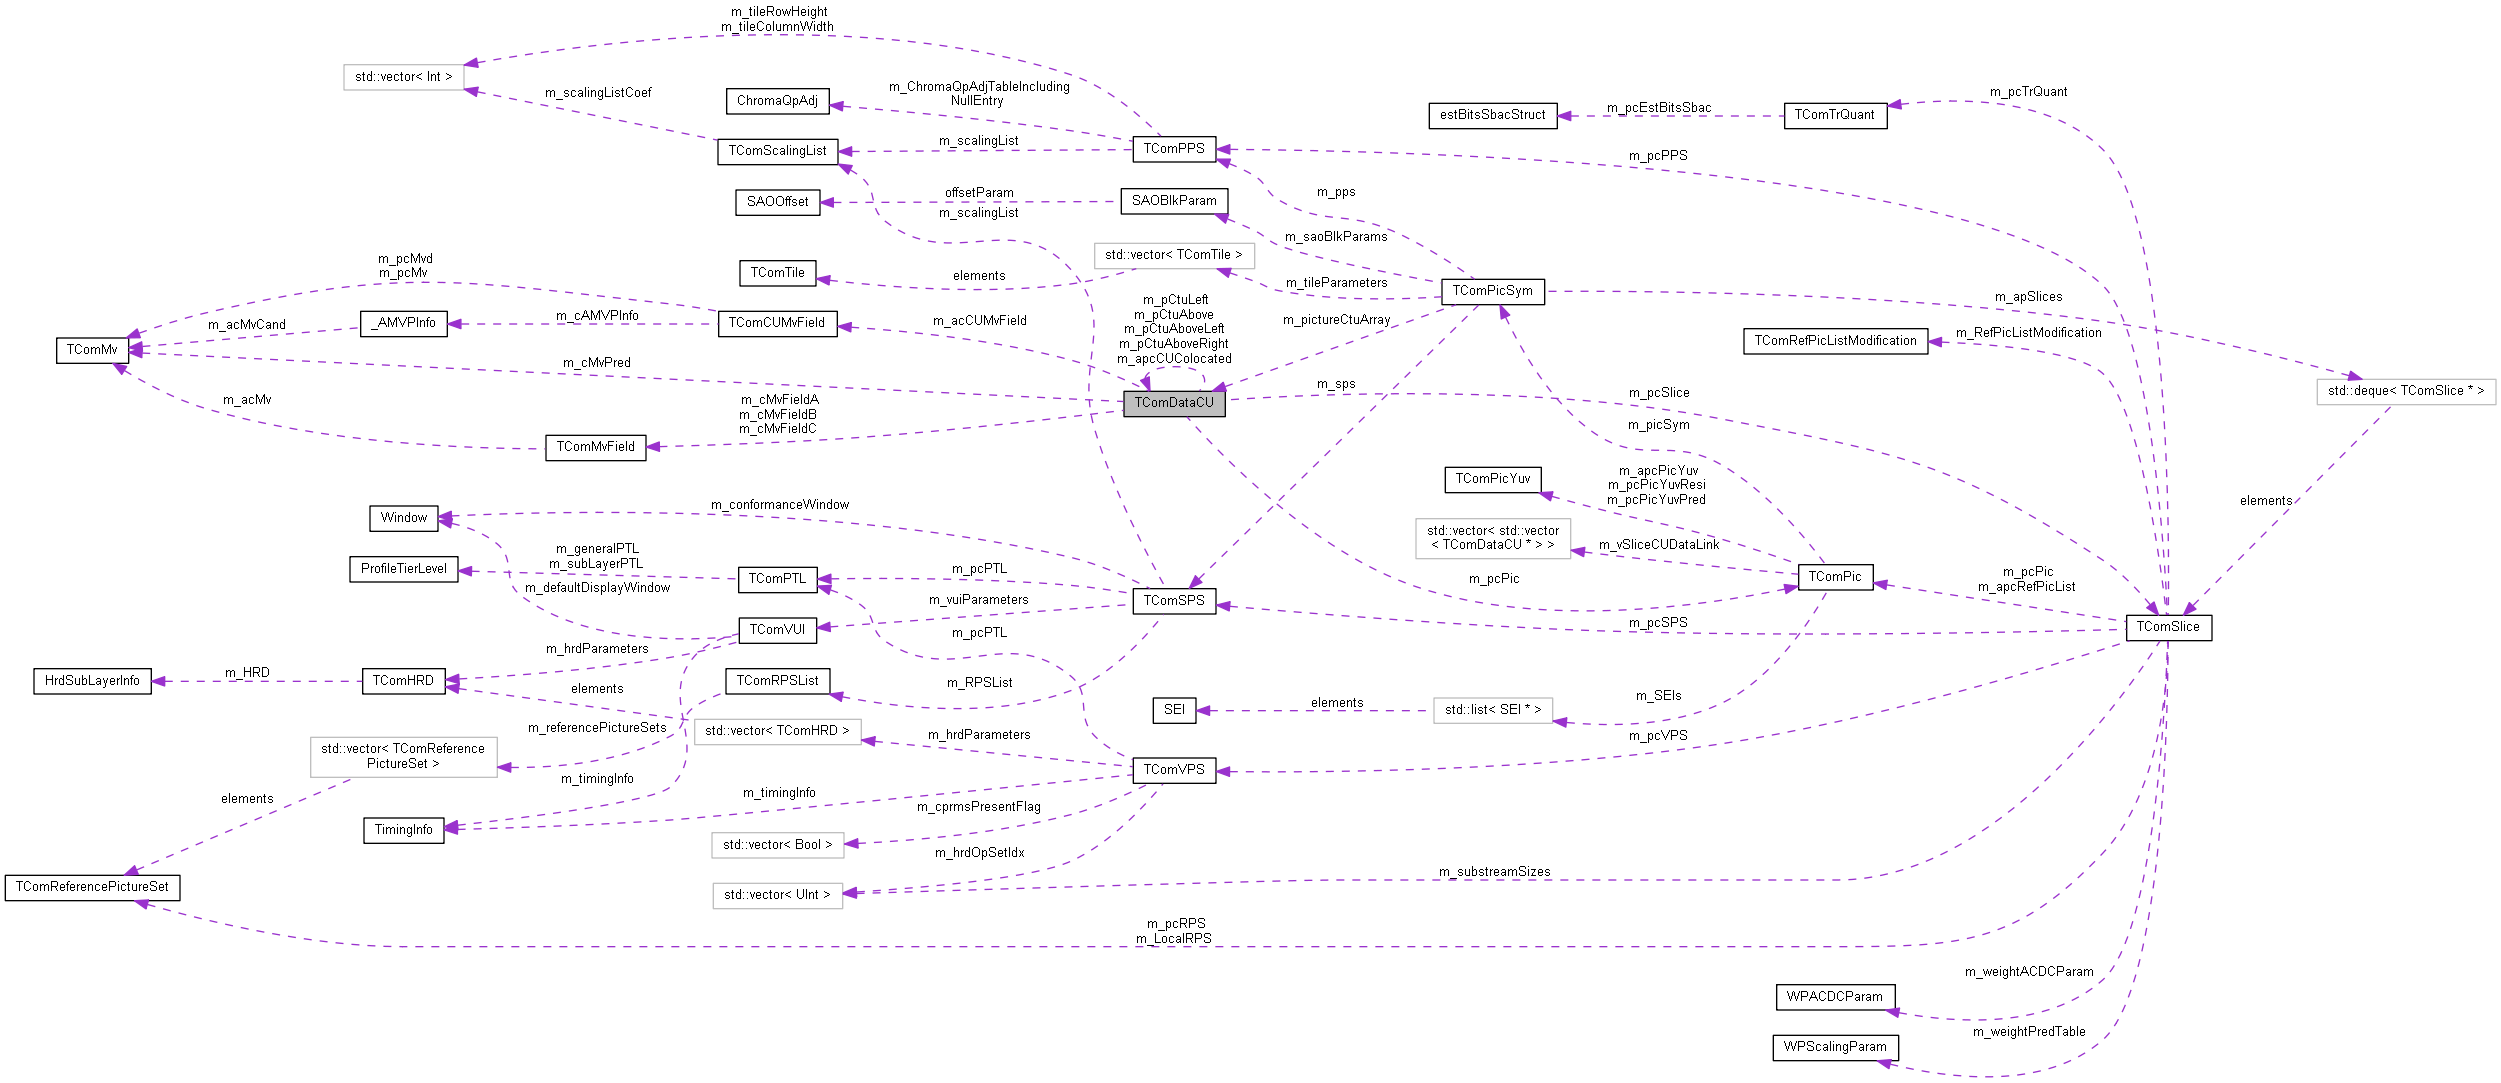 m_tileRowHeight
m_tileColumnWidth
std::vector< Int >
m_scalingListCoef
ChromaQpAdj
m_ChromaQpAdjTableIncluding
NullEntry
TComScalingList
m_scalingList
TComPPS
estBitsSbacStruct
m_pcEstBitsSbac
TComTrQuant
m_pcTrQuant
m_pcPPS
SAOOffset
offsetParam
m_scalingList
SAOBlkParam
m_pps
m_saoBlkParams
TComTile
elements
std::vector< TComTile >
m_tileParameters
TComPicSym
m_apSlices
m_pcMvd
m_pcMv
m_acMvCand
_AMVPInfo
m_cAMVPInfo
TComCUMvField
m_acCUMvField
m_pCtuLeft
m_pCtuAbove
m_pCtuAboveLeft
m_pCtuAboveRight
m_apcCUColocated
m_pictureCtuArray
TComRefPicListModification
m_RefPicListModification
TComMv
m_cMvPred
TComDataCU
m_sps
m_pcSlice
std::deque< TComSlice * >
m_acMv
m_cMvFieldA
m_cMvFieldB
m_cMvFieldC
TComMvField
m_picSym
TComPicYuv
m_apcPicYuv
m_pcPicYuvResi
m_pcPicYuvPred
elements
Window
m_conformanceWindow
std::vector< std::vector
< TComDataCU * > >
m_vSliceCUDataLink
ProfileTierLevel
m_generalPTL
m_subLayerPTL
m_defaultDisplayWindow
TComPTL
m_pcPTL
m_vuiParameters
TComSPS
m_pcPic
TComPic
m_pcPic
m_apcRefPicList
m_pcSPS
TComSlice
TComVUI
m_pcPTL
m_hrdParameters
HrdSubLayerInfo
m_HRD
TComHRD
elements
TComRPSList
m_RPSList
SEI
elements
std::list< SEI * >
m_SEIs
m_referencePictureSets
std::vector< TComHRD >
m_hrdParameters
m_pcVPS
std::vector< TComReference
PictureSet >
m_timingInfo
TComVPS
elements
m_timingInfo
m_cprmsPresentFlag
TimingInfo
std::vector< Bool >
m_hrdOpSetIdx
m_substreamSizes
TComReferencePictureSet
std::vector< UInt >
m_pcRPS
m_LocalRPS
m_weightACDCParam
WPACDCParam
m_weightPredTable
WPScalingParam